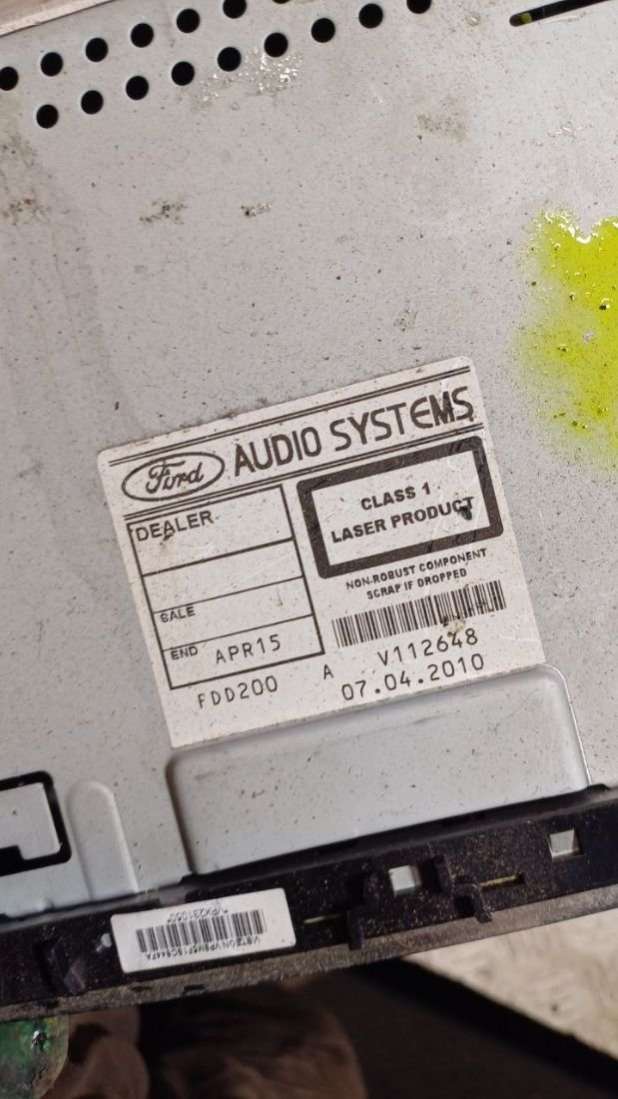 Ford AUDIO SYSTEMS
DEALER
SALE
END APR15
FDD200 A
CLASS 1
LASER PRODUCT
NON-ROBUST COMPONENT
SCRAP IF DROPPED
V112648
07.04.2010